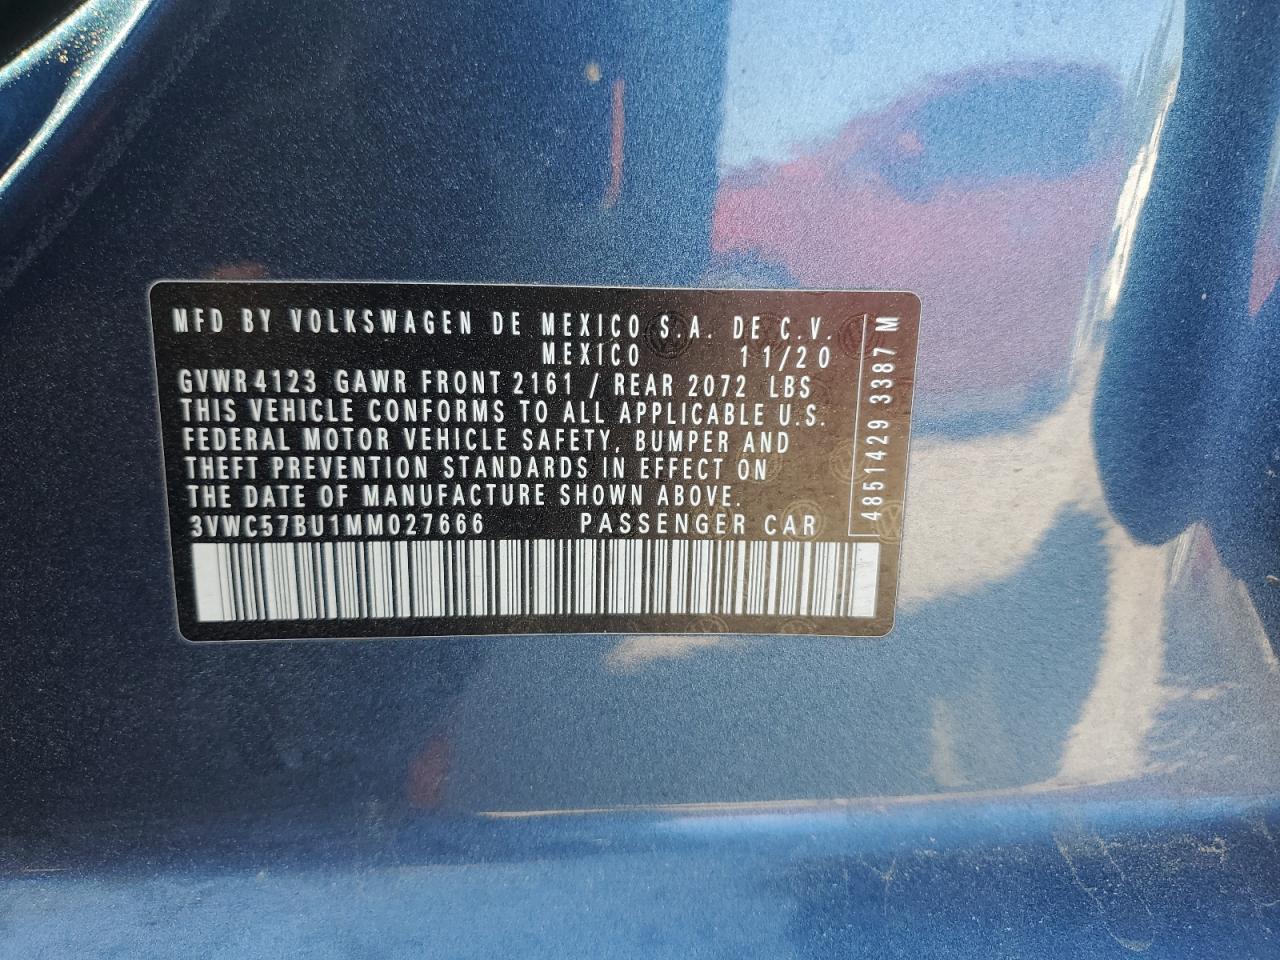 MFD BY VOLKSWAGEN DE MEXICO S.A. DE C.V.
MEXICO 11/20
GVWR 4123 GAWR FRONT 2161 / REAR 2072 LBS
THIS VEHICLE CONFORMS TO ALL APPLICABLE U.S.
FEDERAL MOTOR VEHICLE SAFETY, BUMPER AND
THEFT PREVENTION STANDARDS IN EFFECT ON
THE DATE OF MANUFACTURE SHOWN ABOVE.
3VWC57BU1MM027666 PASSENGER CAR
4851429 3387 M